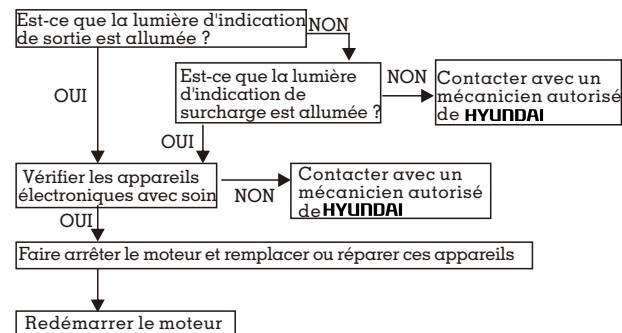 Est-ce que la lumière d'indication
de sortie est allumée ?
NON
Est-ce que la lumière
d'indication de
surcharge est allumée ?
NON
Contacter avec un
mécanicien autorisé
de HYUNDAI
OUI
OUI
Vérifier les appareils
électroniques avec soin
NON
Contacter avec un
mécanicien autorisé
de HYUNDAI
OUI
Faire arrêter le moteur et remplacer ou réparer ces appareils
Redémarrer le moteur